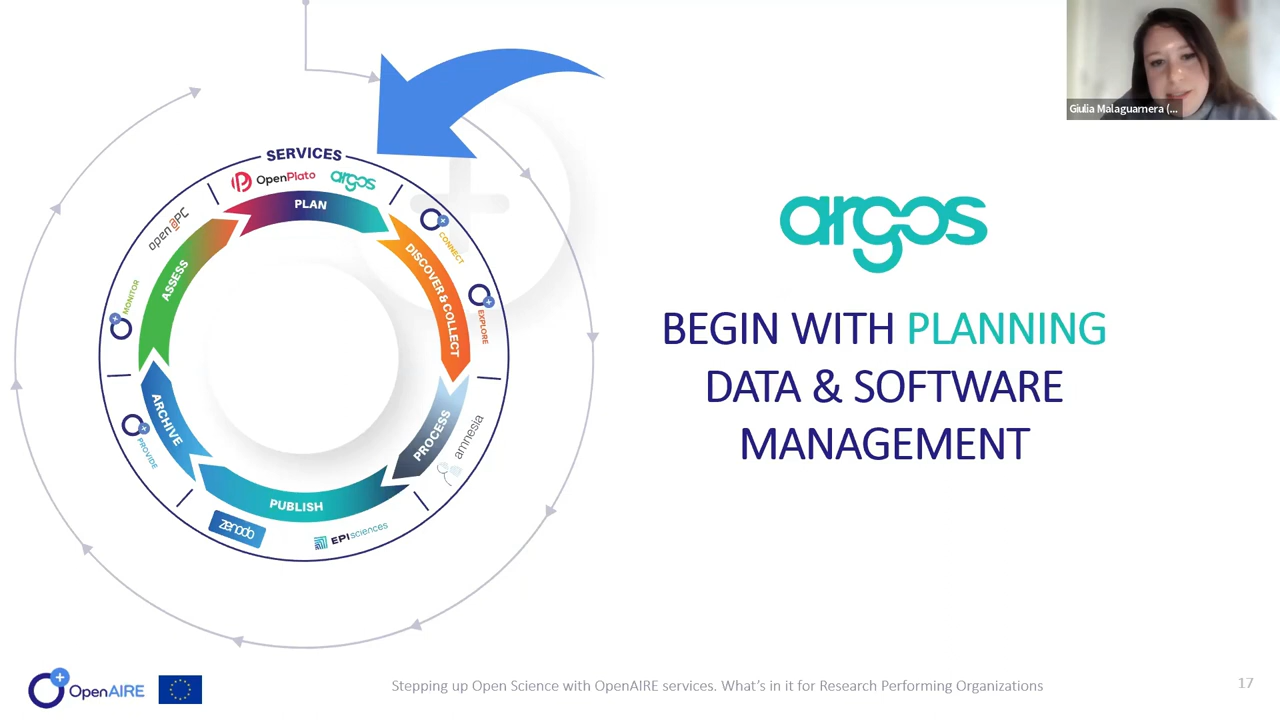 Giulia Malaguarnera (...
SERVICES
OpenPlato
argos
PLAN
CONNECT
DISCOVER & COLLECT
EXPLORE
PROCESS
amnesia
PUBLISH
EPIsciences
zenodo
ARCHIVE
PROVIDE
ASSESS
MONITOR
openAPC
argos
BEGIN WITH PLANNING
DATA & SOFTWARE
MANAGEMENT
OpenAIRE
Stepping up Open Science with OpenAIRE services. What's in it for Research Performing Organizations
17